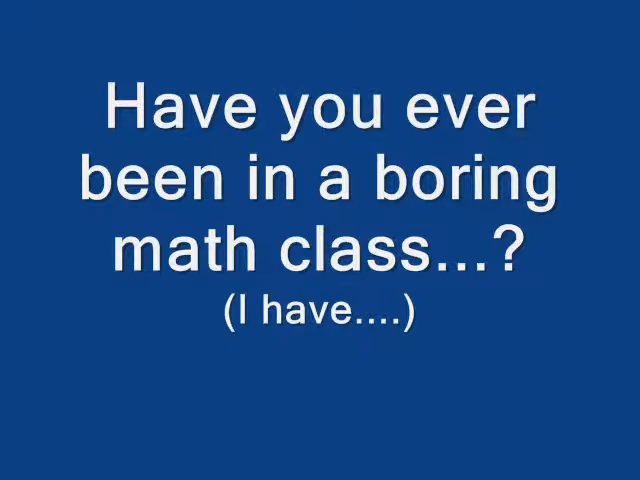 Have you ever
been in a boring
math class...?
(I have....)